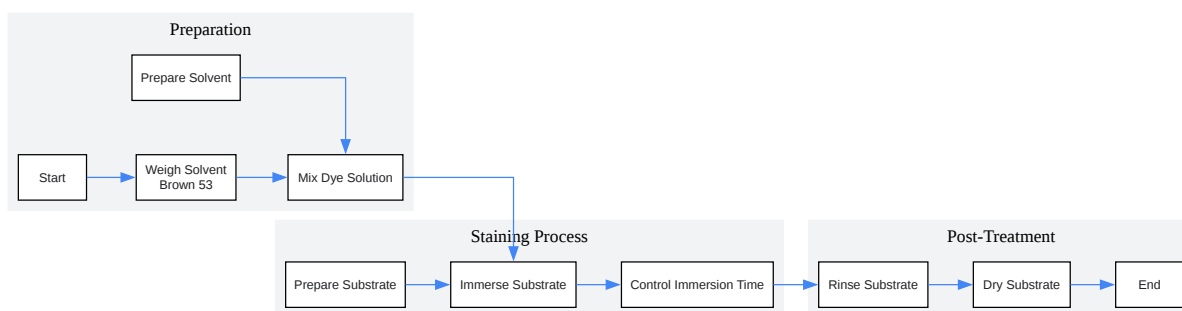 Preparation
Prepare Solvent
Start
Weigh Solvent
Brown 53
Mix Dye Solution
Staining Process
Prepare Substrate
Immerse Substrate
Control Immersion Time
Post-Treatment
Rinse Substrate
Dry Substrate
End